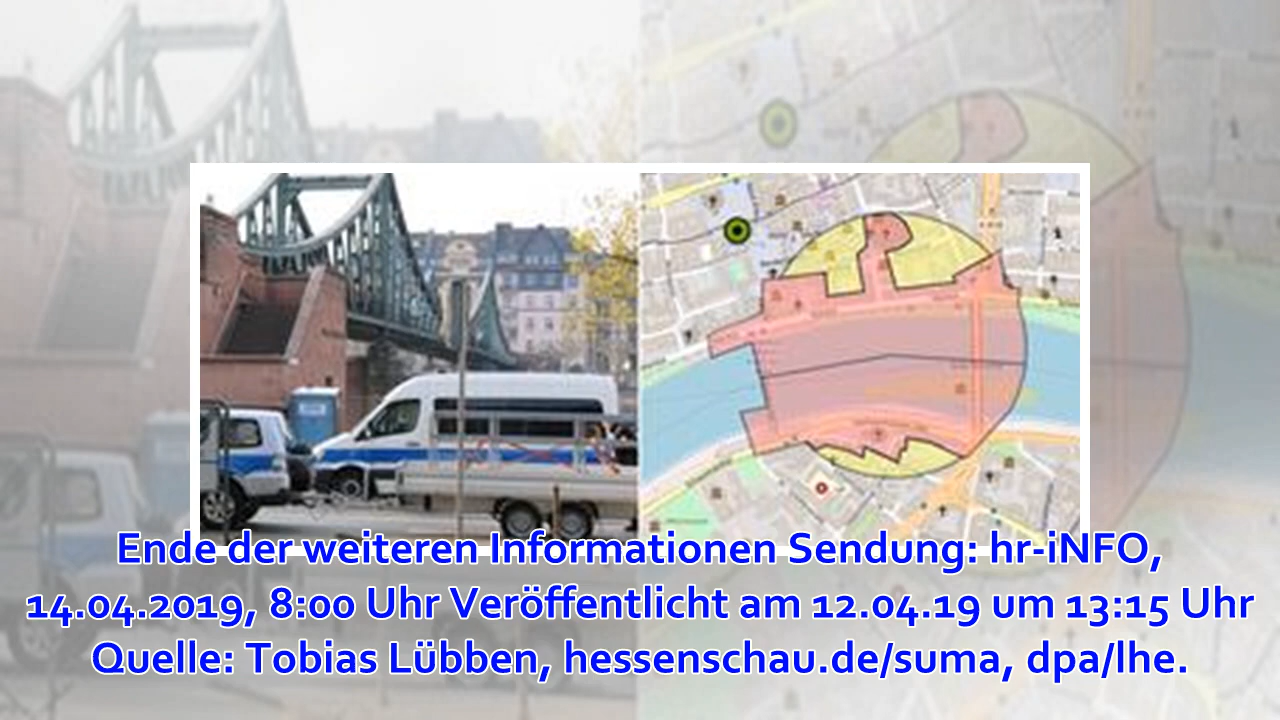 Ende der weiteren Informationen Sendung: hr-iNFO,
14.04.2019, 8:00 Uhr Veröffentlicht am 12.04.19 um 13:15 Uhr
Quelle: Tobias Lübben, hessenschau.de/suma, dpa/lhe.